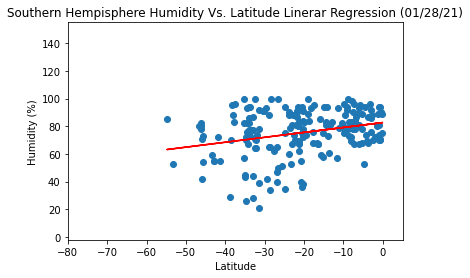 Southern Hempisphere Humidity Vs. Latitude Linerar Regression (01/28/21)
140
120
100
80
60
40
20
0
Humidity (%)
−80 −70 −60 −50 −40 −30 −20 −10 0
Latitude